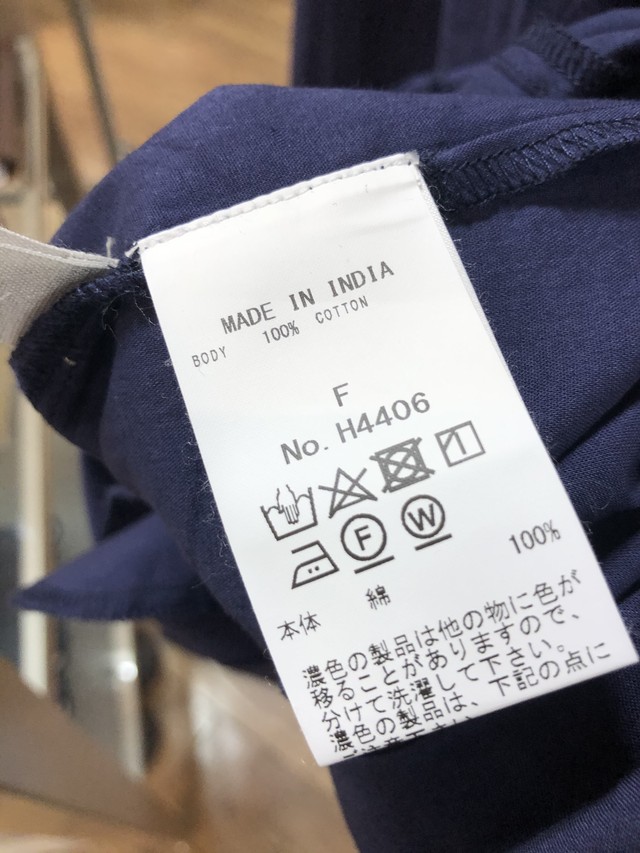 MADE IN INDIA
BODY 100% COTTON
F
No. H4406
F W
本体 綿 100%
濃色の製品は他の物に色が
移ることがありますので、
分けて洗濯して下さい。
濃色の製品は、下記の点に